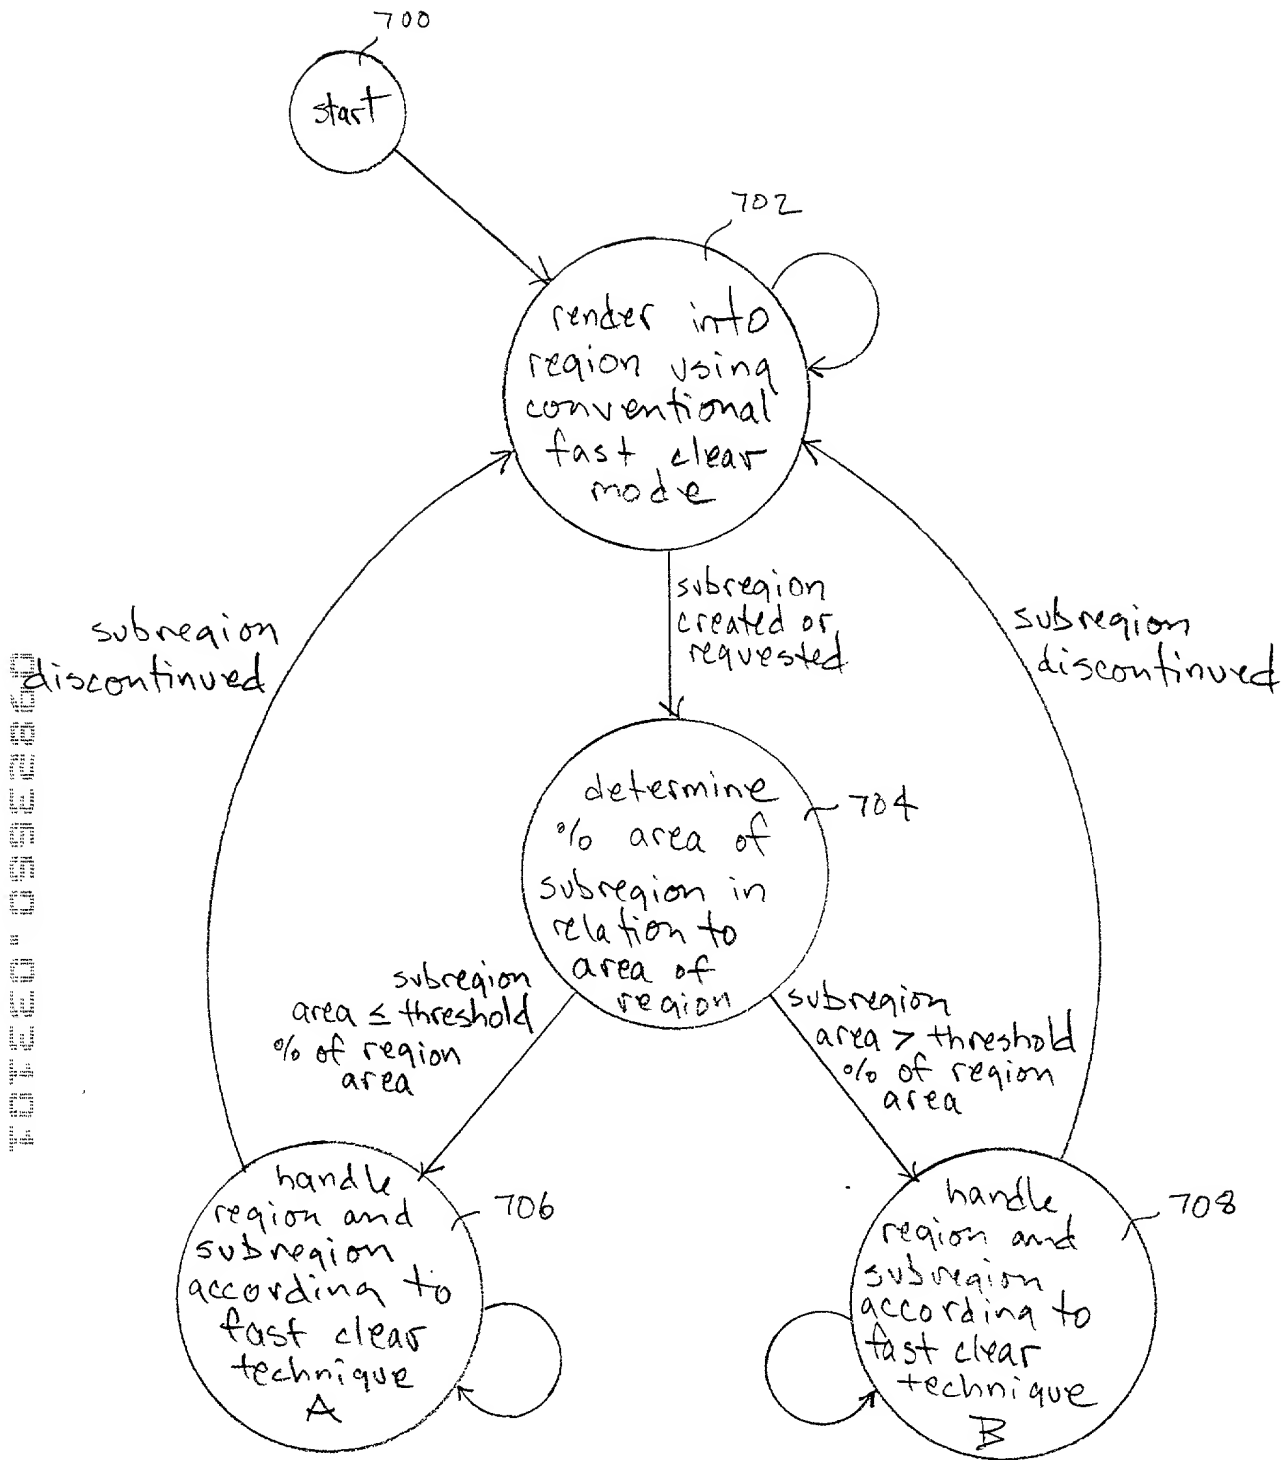 700
start
702
render into
region using
conventional
fast clear
mode
subregion
created or
requested
subregion
discontinued
subregion
discontinued
determine
% area of
subregion in
relation to
area of
region
704
subregion
area ≤ threshold
% of region
area
subregion
area > threshold
% of region
area
handle
region and
subregion
according to
fast clear
technique
A
706
handle
region and
subregion
according to
fast clear
technique
B
708